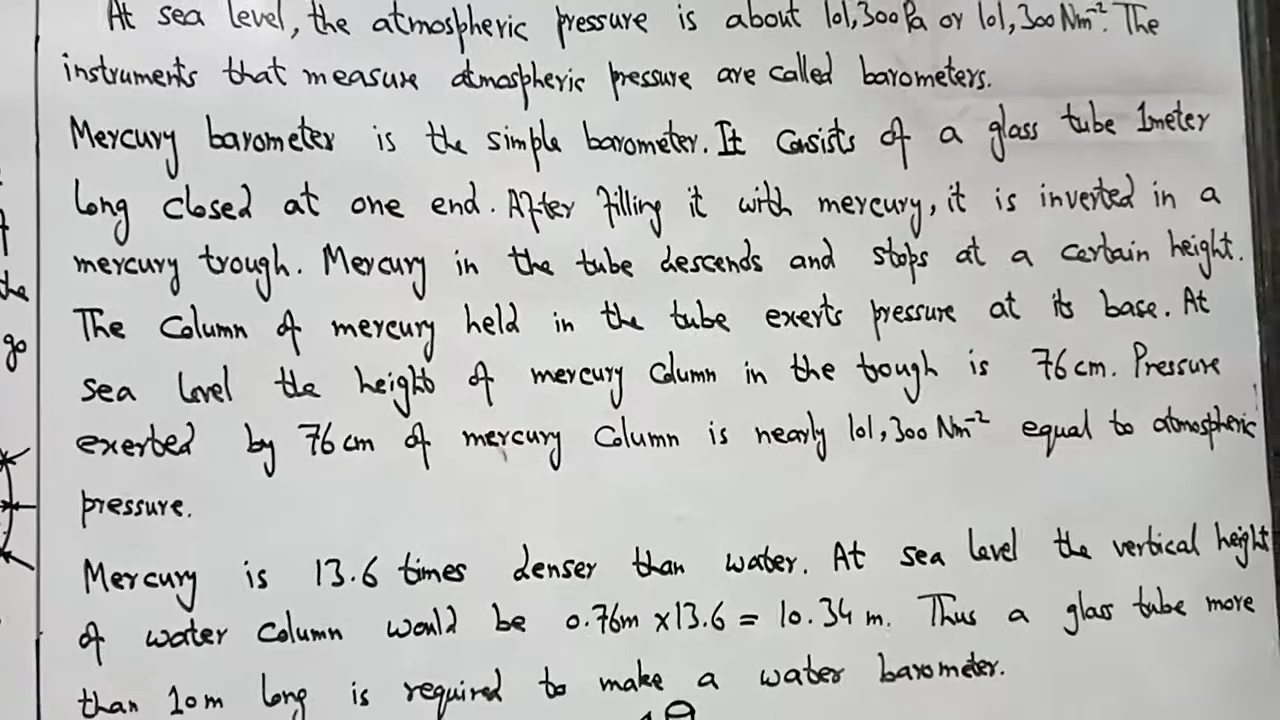 At sea level, the atmospheric pressure is about 101,300 Pa or 101,300 Nm⁻². The
instruments that measure atmospheric pressure are called barometers.
Mercury barometer is the simple barometer. It consists of a glass tube 1meter
long closed at one end. After filling it with mercury, it is inverted in a
mercury trough. Mercury in the tube descends and stops at a certain height.
the
The Column of mercury held in the tube exerts pressure at its base. At
go
sea level the height of mercury Column in the tough is 76 cm. Pressure
exerted by 76 cm of mercury Column is nearly 101,300 Nm⁻² equal to atmospheric
pressure.
Mercury is 13.6 times denser than water. At sea level the vertical height
of water Column would be 0.76m x 13.6 = 10.34 m. Thus a glass tube more
than 10m long is required to make a water barometer.